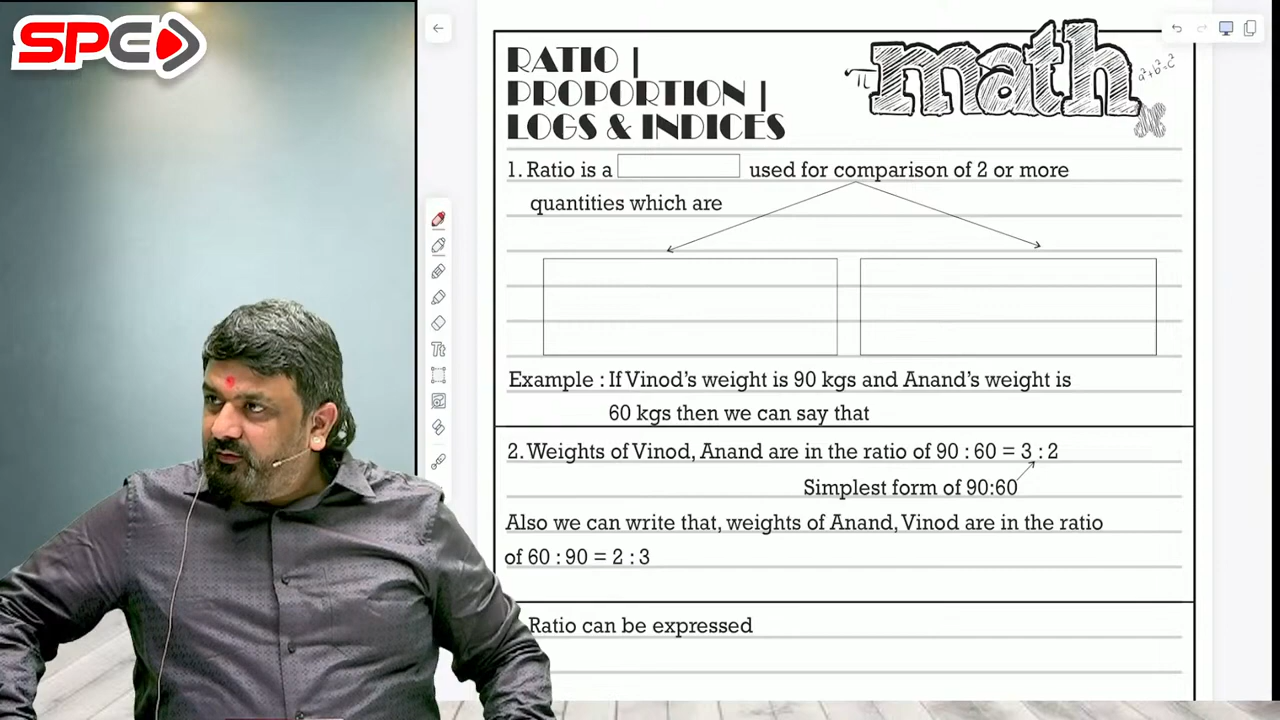 SPE
RATIO |
PROPORTION |
LOGS & INDICES
math
π
a²+b²=c²
1. Ratio is a used for comparison of 2 or more
quantities which are
Example : If Vinod's weight is 90 kgs and Anand's weight is
60 kgs then we can say that
2. Weights of Vinod, Anand are in the ratio of 90 : 60 = 3 : 2
Simplest form of 90:60
Also we can write that, weights of Anand, Vinod are in the ratio
of 60 : 90 = 2 : 3
Ratio can be expressed
Tt